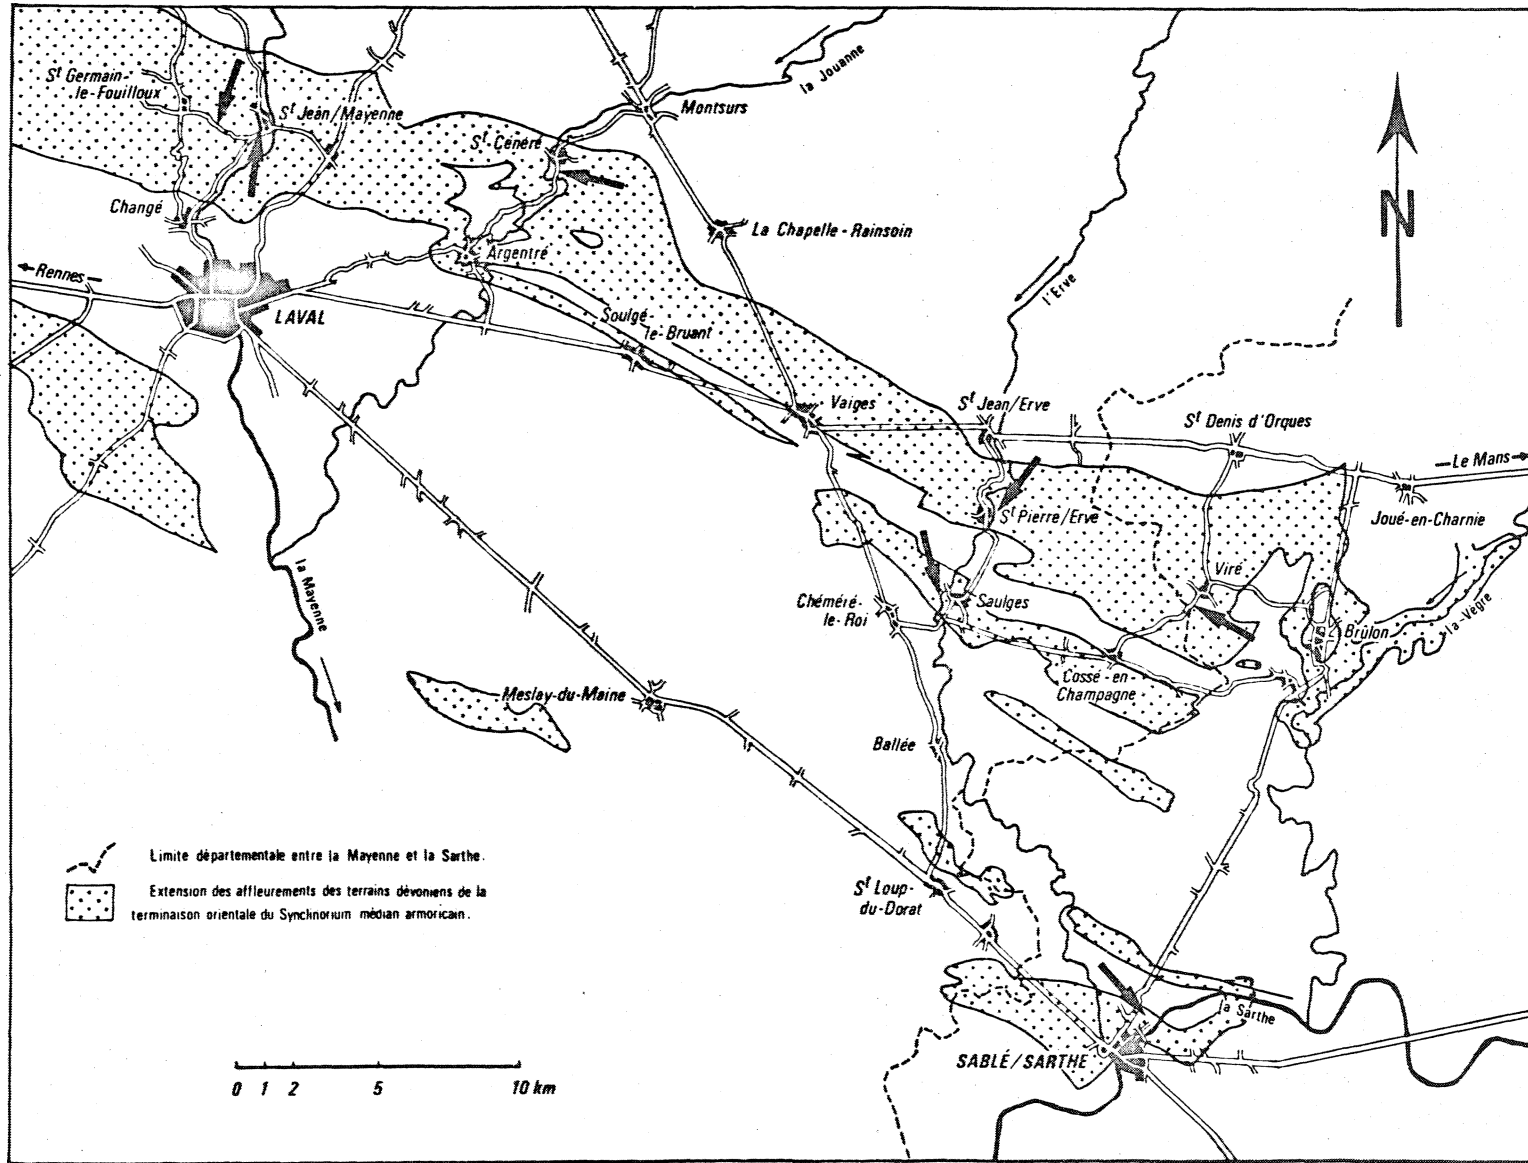 la Jouanne
Sᵗ Germain-
le-Fouilloux
Sᵗ Jean/Mayenne
Montsurs
Sᵗ-Cénéré
Changé
La Chapelle-Rainsoin
N
Argentré
Rennes
l'Erve
LAVAL
Soulgé-
le-Bruant
Vaiges
Sᵗ Jean/Erve
Sᵗ Denis d'Orques
Le Mans
Sᵗ Pierre/Erve
Joué-en-Charnie
la Mayenne
Viré
Chéméré-
le-Roi
Saulges
la-Vègre
Brûlon
Cossé-en-
Champagne
Meslay-du-Maine
Ballée
Limite départementale entre la Mayenne et la Sarthe.
Extension des affleurements des terrains dévoniens de la
terminaison orientale du Synclinorium médian armoricain.
Sᵗ Loup-
du-Dorat
la Sarthe
SABLÉ/SARTHE
0 1 2 5 10 km